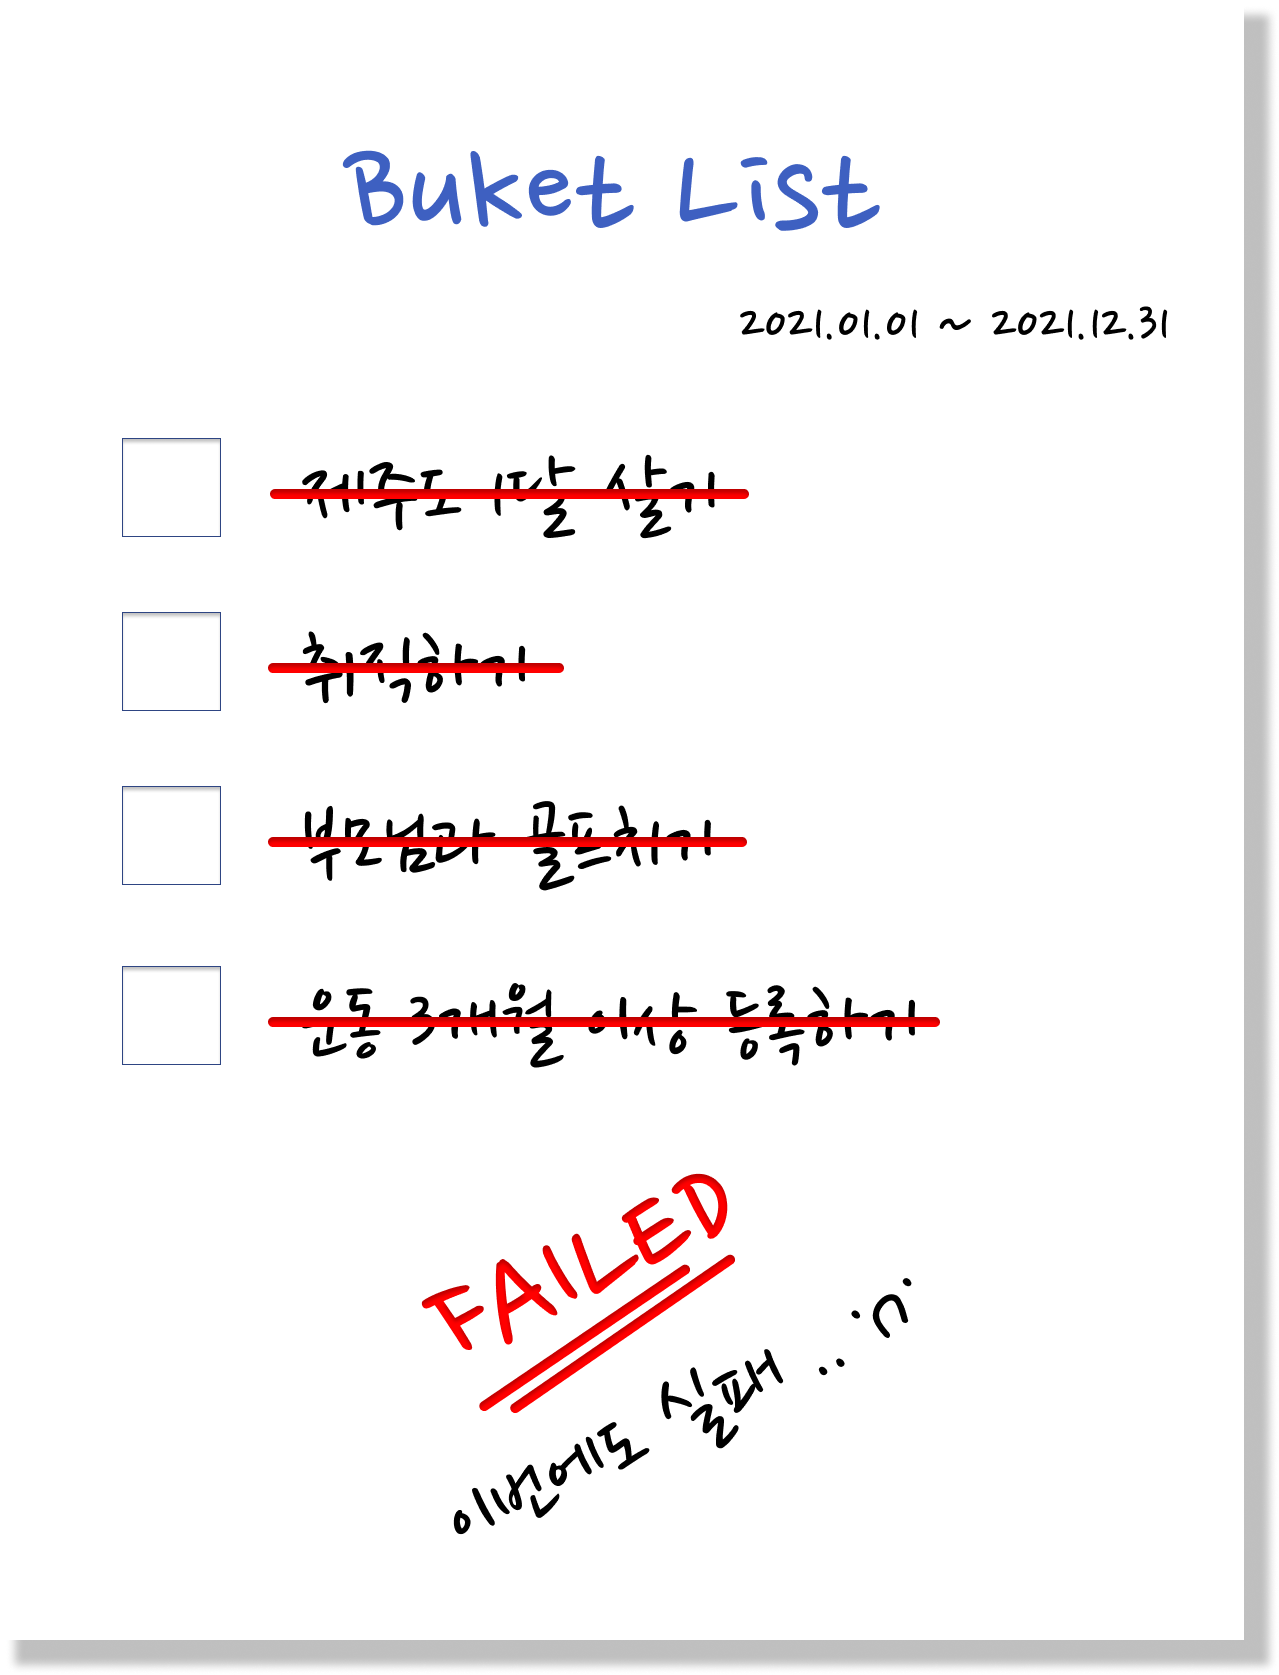 Buket List
2021.01.01 ~ 2021.12.31
제주도 1달 살기
취직하기
부모님과 골프치기
운동 3개월 이상 등록하기
FAILED
이번에도 실패 .. ·n·